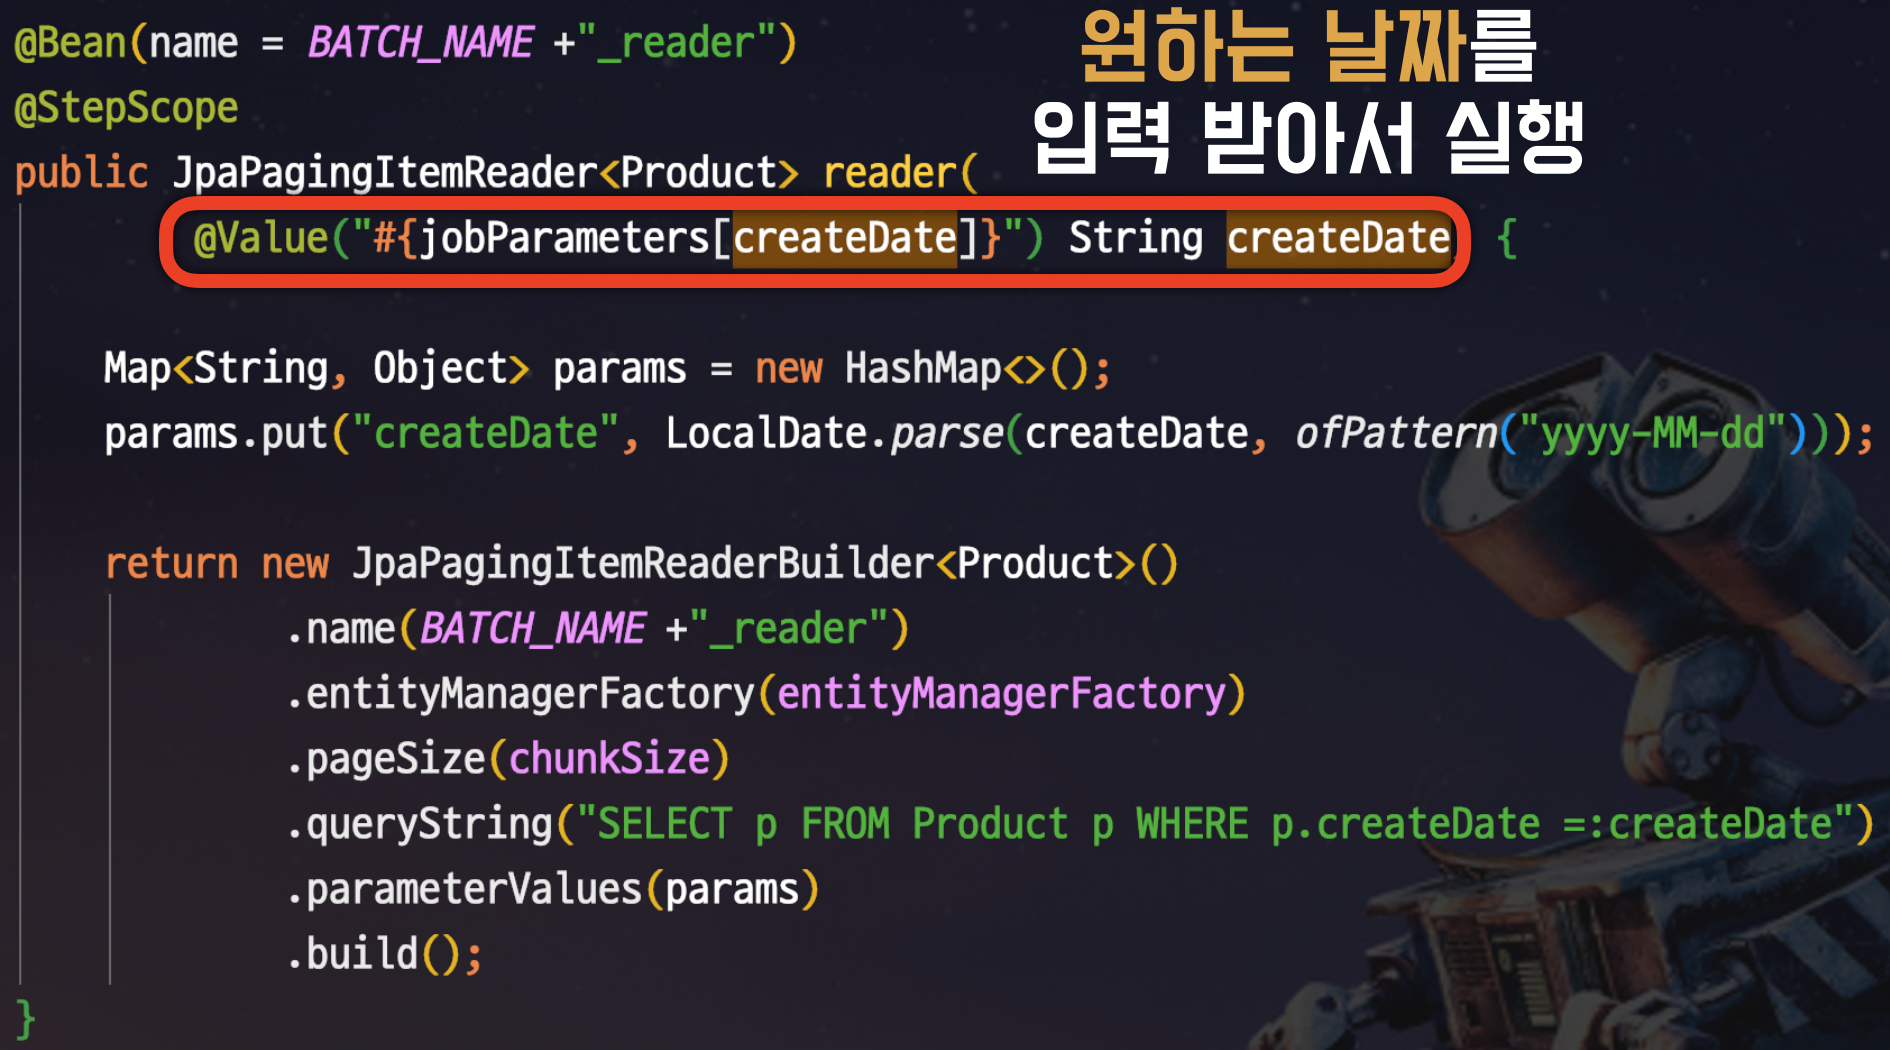 원하는 날짜를
입력 받아서 실행
@Bean(name = BATCH_NAME +"_reader")
@StepScope
public JpaPagingItemReader<Product> reader(
@Value("#{jobParameters[createDate]}") String createDate) {
Map<String, Object> params = new HashMap<>();
params.put("createDate", LocalDate.parse(createDate, ofPattern("yyyy-MM-dd")));
return new JpaPagingItemReaderBuilder<Product>()
.name(BATCH_NAME +"_reader")
.entityManagerFactory(entityManagerFactory)
.pageSize(chunkSize)
.queryString("SELECT p FROM Product p WHERE p.createDate =:createDate")
.parameterValues(params)
.build();
}